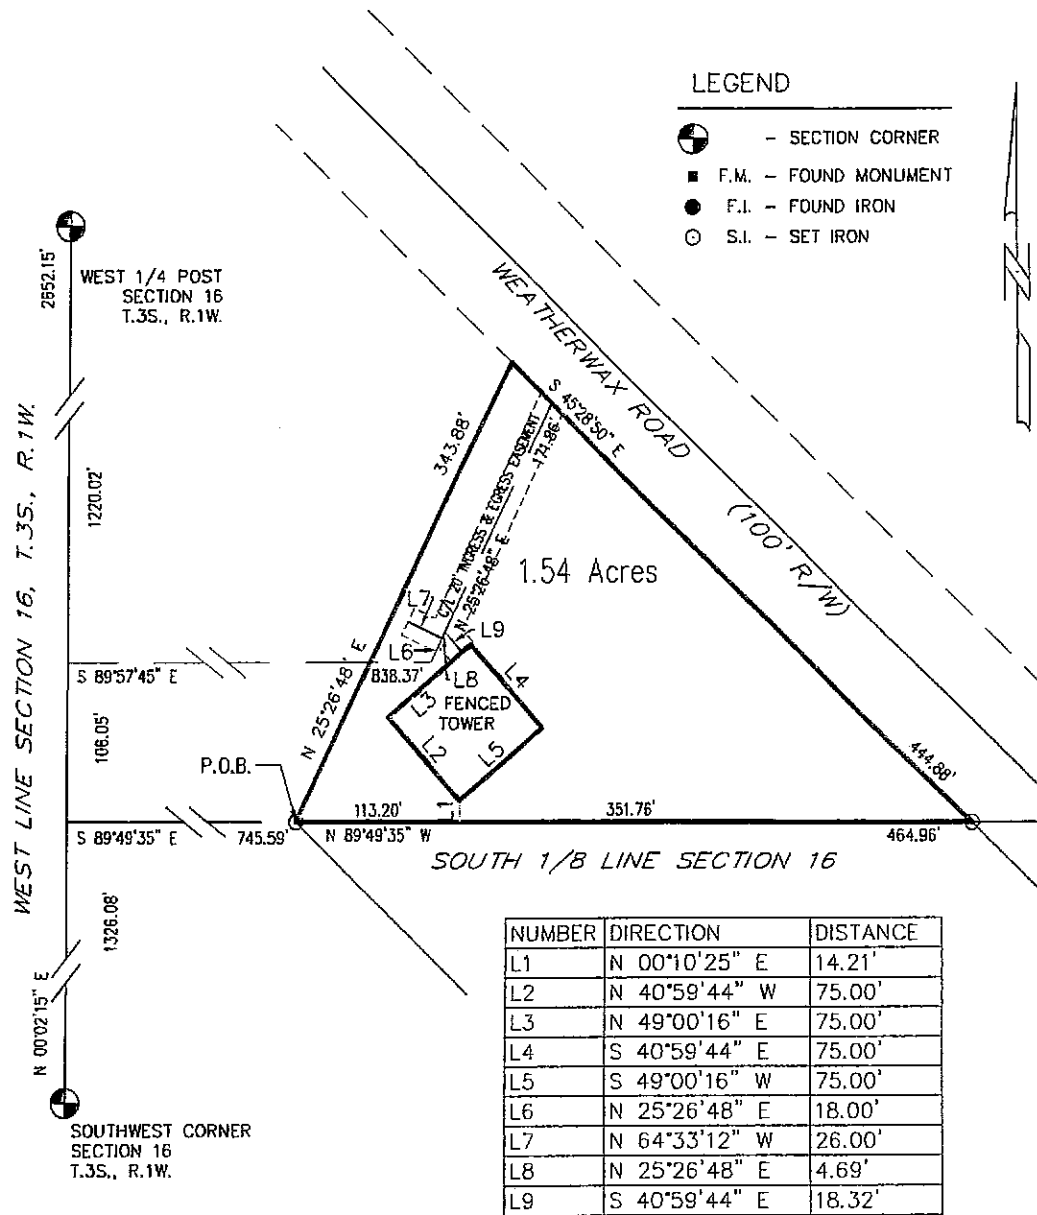 LEGEND
- SECTION CORNER
F.M. - FOUND MONUMENT
F.I. - FOUND IRON
S.I. - SET IRON
2652.15'
WEST 1/4 POST
SECTION 16
T.3S., R.1W.
WEATHERWAX ROAD
(100' R/W)
S 45°28'50" E
343.88'
171.86'
C/L 20' INGRESS & EGRESS EASEMENT
N 25°26'48" E
1.54 Acres
WEST LINE SECTION 16, T.3S., R.1W.
1220.02'
L7
L9
L6
838.37'
L8
S 89°57'45" E
N 25°26'48" E
L3
L4
FENCED
TOWER
L2
L5
106.05'
P.O.B.
444.88'
L1
113.20'
351.76'
S 89°49'35" E
745.59'
N 89°49'35" W
464.96'
SOUTH 1/8 LINE SECTION 16
1326.08'
N 00°02'15" E
SOUTHWEST CORNER
SECTION 16
T.3S., R.1W.
NUMBER DIRECTION DISTANCE
L1 N 00°10'25" E 14.21'
L2 N 40°59'44" W 75.00'
L3 N 49°00'16" E 75.00'
L4 S 40°59'44" E 75.00'
L5 S 49°00'16" W 75.00'
L6 N 25°26'48" E 18.00'
L7 N 64°33'12" W 26.00'
L8 N 25°26'48" E 4.69'
L9 S 40°59'44" E 18.32'
N